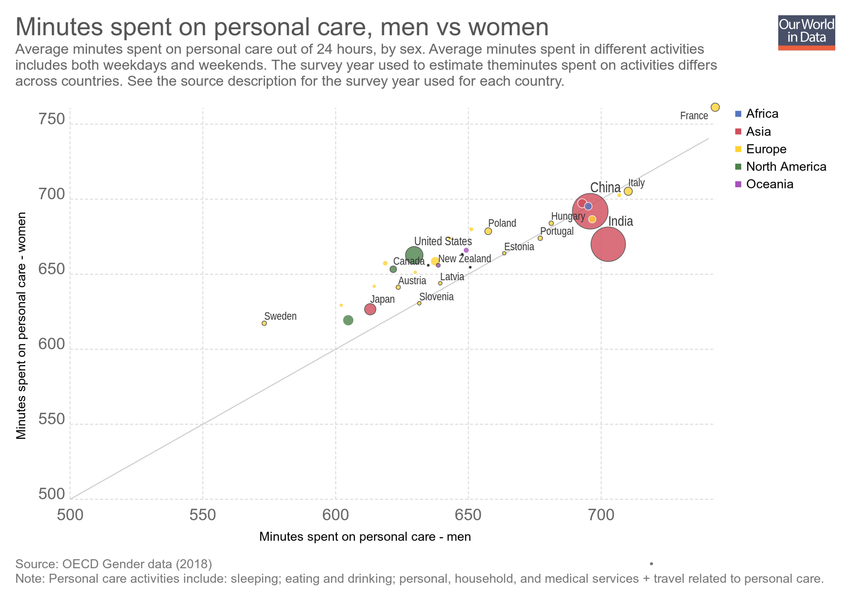 Minutes spent on personal care, men vs women
Our World
in Data
Average minutes spent on personal care out of 24 hours, by sex. Average minutes spent in different activities
includes both weekdays and weekends. The survey year used to estimate theminutes spent on activities differs
across countries. See the source description for the survey year used for each country.
Minutes spent on personal care - women
750
700
650
600
550
500
France
China
Italy
Hungary
India
Poland
Portugal
United States
Estonia
Canada
New Zealand
Austria
Latvia
Japan
Slovenia
Sweden
Africa
Asia
Europe
North America
Oceania
500
550
600
650
700
Minutes spent on personal care - men
Source: OECD Gender data (2018)
Note: Personal care activities include: sleeping; eating and drinking; personal, household, and medical services + travel related to personal care.